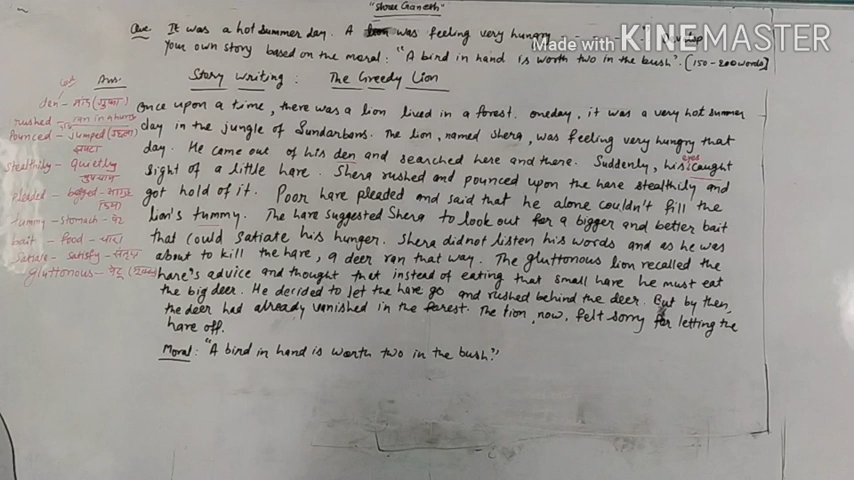 "Shree Ganesh"
Que It was a hot summer day. A lion was feeling very hungry - - - - - Develop
Made with KINEMASTER
your own story based on the moral: "A bird in hand is worth two in the bush". [150-200 words]
Ans. Story Writing : The Greedy Lion
den - मांद (गुफा)
rushed - ran in a hurry
Pounced - jumped
झपटा
stealthily - Quietly
चुपचाप
pleaded - begged -
tummy - stomach - पेट
bait - food - चारा
satiate - satisfy -
gluttonous - पेटू
Once upon a time, there was a lion lived in a forest. oneday, it was a very hot summer
day in the jungle of Sundarbans. The lion, named Shera, was feeling very hungry that
day. He came out of his den and searched here and there. Suddenly, his eyes caught
sight of a little hare. Shera rushed and pounced upon the hare stealthily and
got hold of it. Poor hare pleaded and said that he alone couldn't fill the
lion's tummy. The hare suggested Shera to look out for a bigger and better bait
that could satiate his hunger. Shera didnot listen his words and as he was
about to kill the hare, a deer ran that way. The gluttonous lion recalled the
hare's advice and thought that instead of eating that small hare he must eat
the big deer. He decided to let the hare go and rushed behind the deer. But by then,
the deer had already vanished in the forest. The lion, now, felt sorry for letting the
hare off.
Moral: "A bird in hand is worth two in the bush."